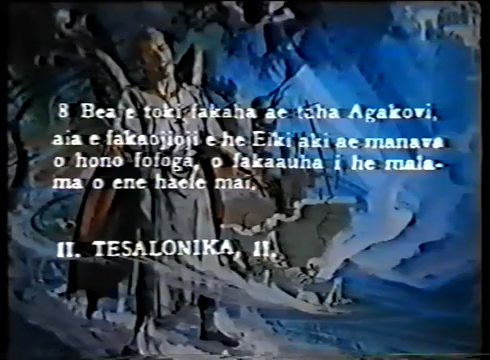 8 Bea e toki fakaha ae taha Agakovi,
aia e fakaojioji e he Eiki aki ae manava
o hono fofoga, o fakaauha i he mala-
ma o ene haele mai.
II. TESALONIKA, II.